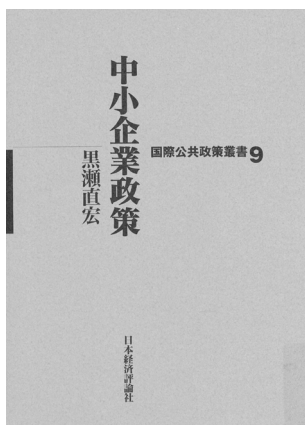 国際公共政策叢書9
中小企業政策
黒瀬直宏
日本経済評論社